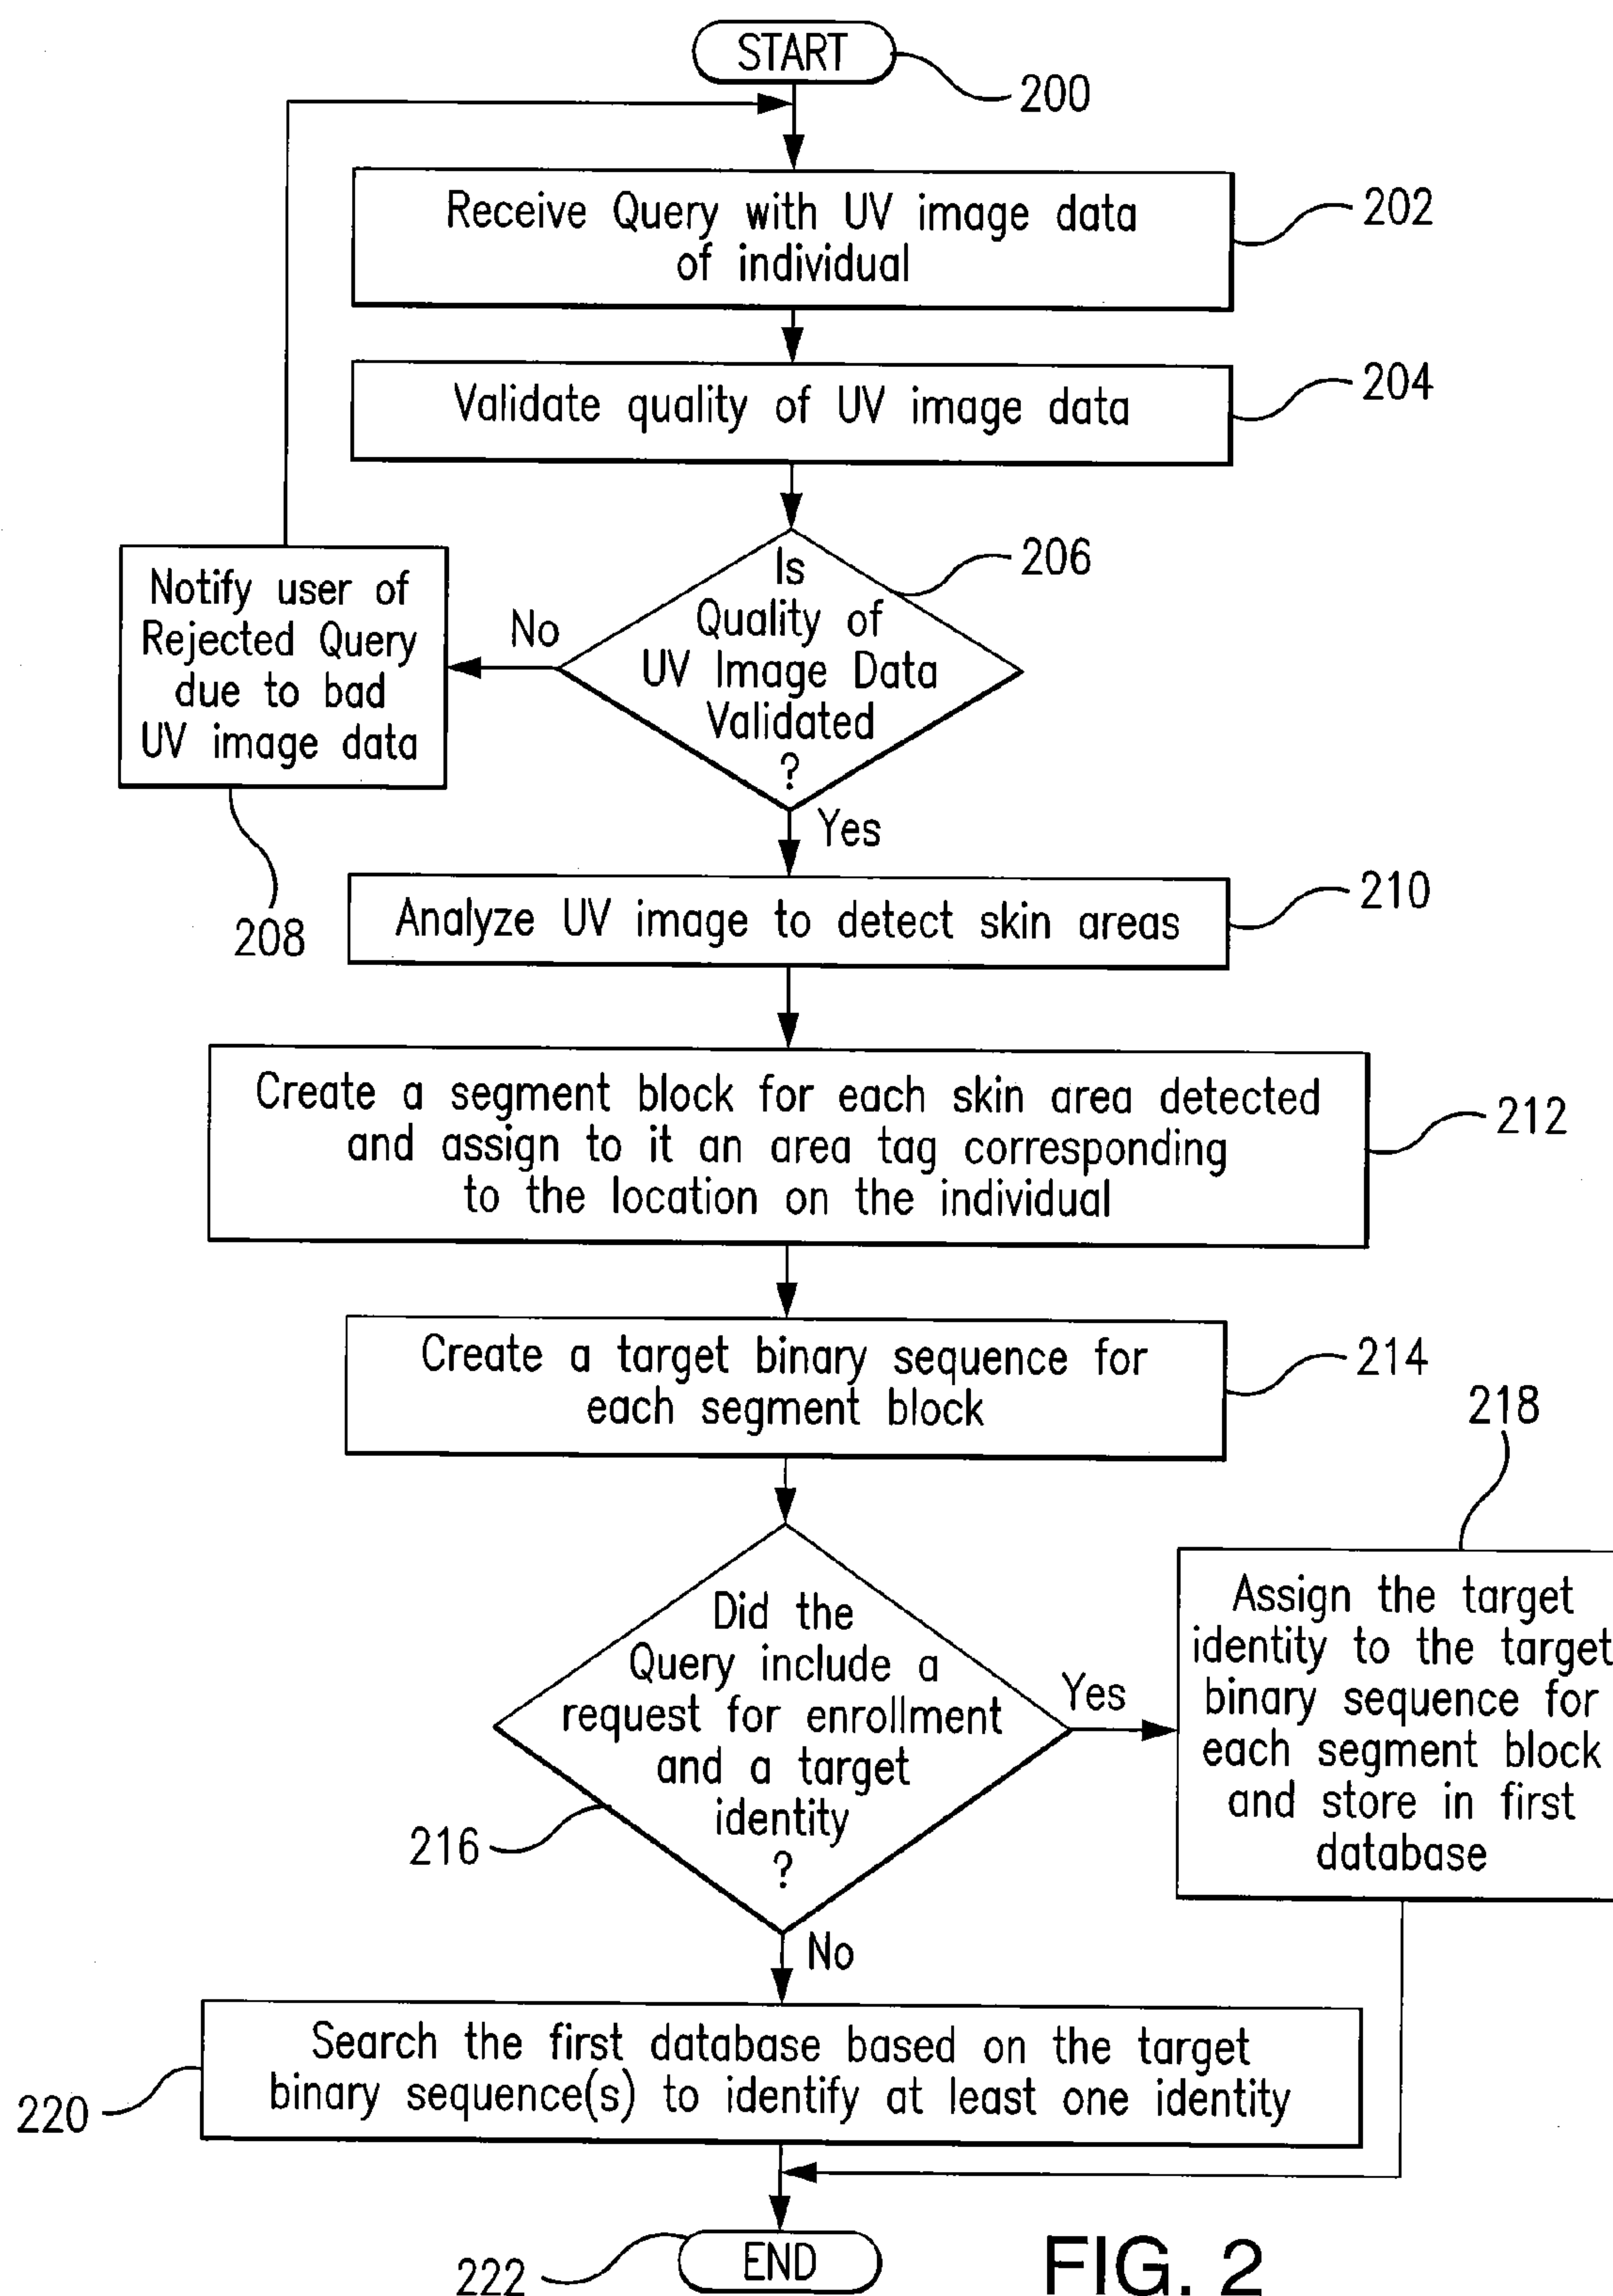 START
200
Receive Query with UV image data
of individual
202
Validate quality of UV image data
204
Is
Quality of
UV Image Data
Validated
?
206
No
Notify user of
Rejected Query
due to bad
UV image data
208
Yes
Analyze UV image to detect skin areas
210
Create a segment block for each skin area detected
and assign to it an area tag corresponding
to the location on the individual
212
Create a target binary sequence for
each segment block
214
Did the
Query include a
request for enrollment
and a target
identity
?
216
Yes
218
Assign the target
identity to the target
binary sequence for
each segment block
and store in first
database
No
Search the first database based on the target
binary sequence(s) to identify at least one identity
220
END
222
FIG. 2